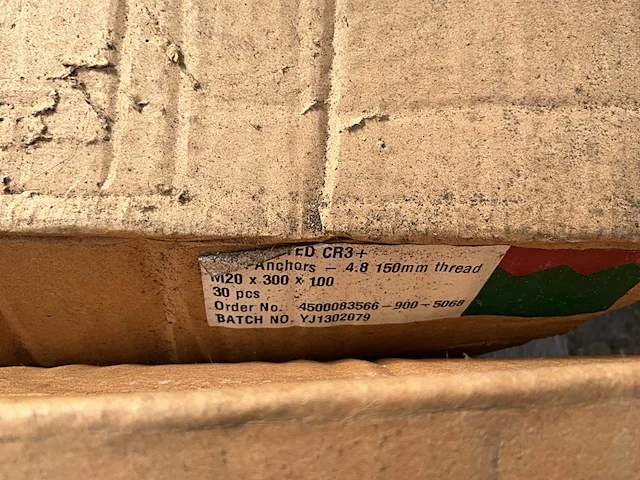 TED CR3+
Anchors - 4.8 150mm thread
M20 x 300 x 100
30 pcs
Order No. 4500083566-900-5068
BATCH NO. YJ1302079